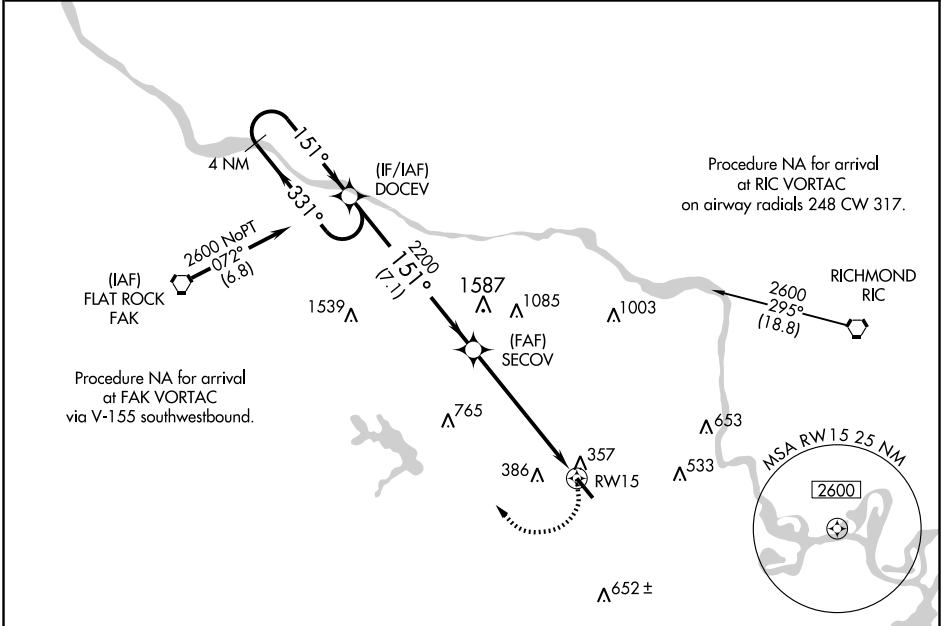 151°
4 NM
331°
(IF/IAF)
DOCEV
Procedure NA for arrival
at RIC VORTAC
on airway radials 248 CW 317.
2600 NoPT
072°
(6.8)
(IAF)
FLAT ROCK
FAK
2200
151°
(7.1)
1539
1587
1085
1003
RICHMOND
RIC
2600
295°
(18.8)
(FAF)
SECOV
Procedure NA for arrival
at FAK VORTAC
via V-155 southwestbound.
765
653
386
357
RW15
533
MSA RW15 25 NM
2600
652 ±